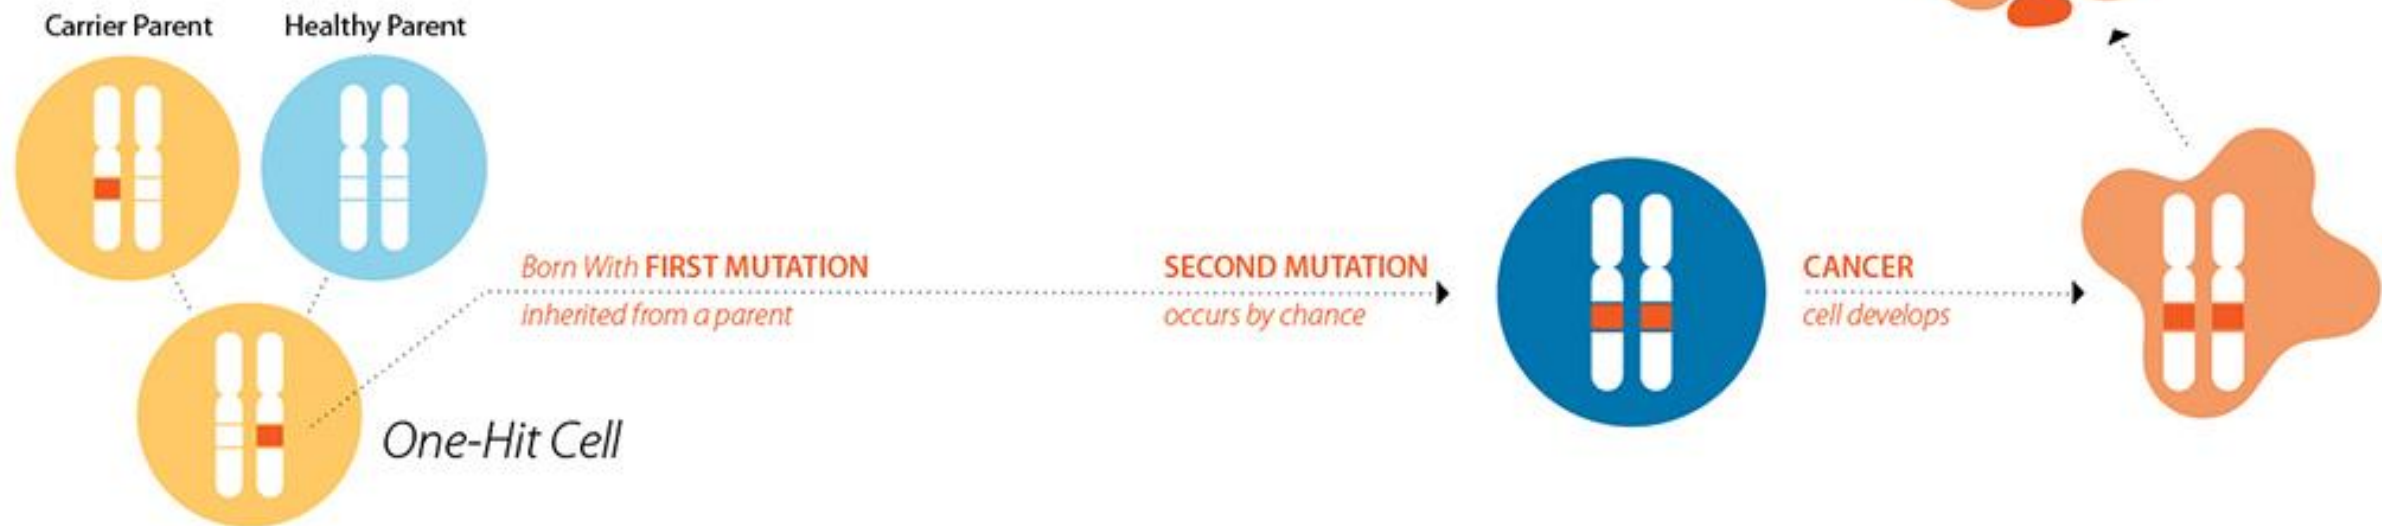 Carrier Parent
Healthy Parent
Born With FIRST MUTATION
inherited from a parent
SECOND MUTATION
occurs by chance
CANCER
cell develops
One-Hit Cell